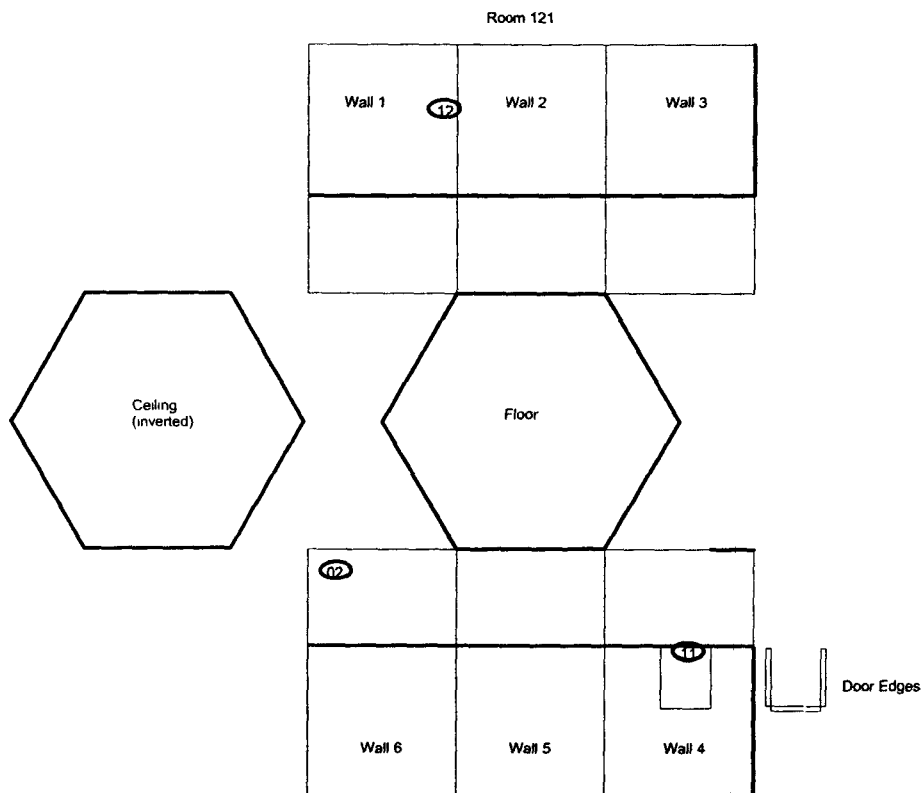 Room 121
Wall 1
12
Wall 2
Wall 3
Ceiling
(inverted)
Floor
02
11
Door Edges
Wall 6
Wall 5
Wall 4